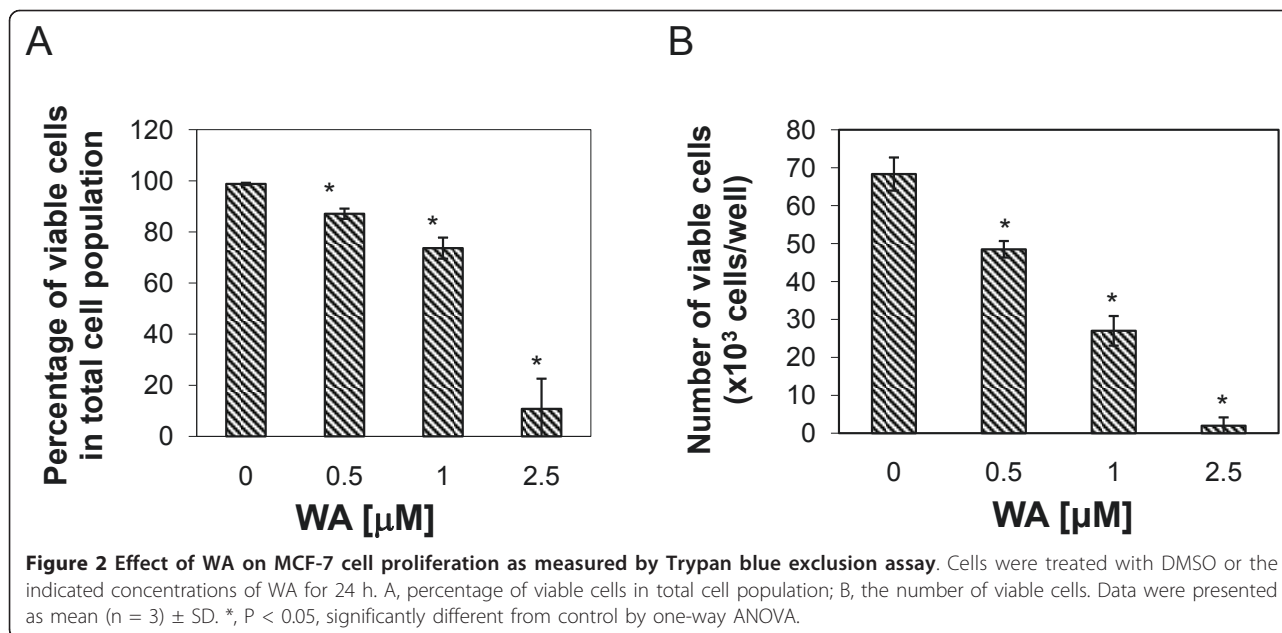 A
B
Percentage of viable cells
in total cell population
120
100
80
60
40
20
0
*
*
*
0 0.5 1 2.5
WA [μM]
Number of viable cells
(x10³ cells/well)
80
70
60
50
40
30
20
10
0
*
*
*
0 0.5 1 2.5
WA [µM]
Figure 2 Effect of WA on MCF-7 cell proliferation as measured by Trypan blue exclusion assay. Cells were treated with DMSO or the
indicated concentrations of WA for 24 h. A, percentage of viable cells in total cell population; B, the number of viable cells. Data were presented
as mean (n = 3) ± SD. *, P < 0.05, significantly different from control by one-way ANOVA.